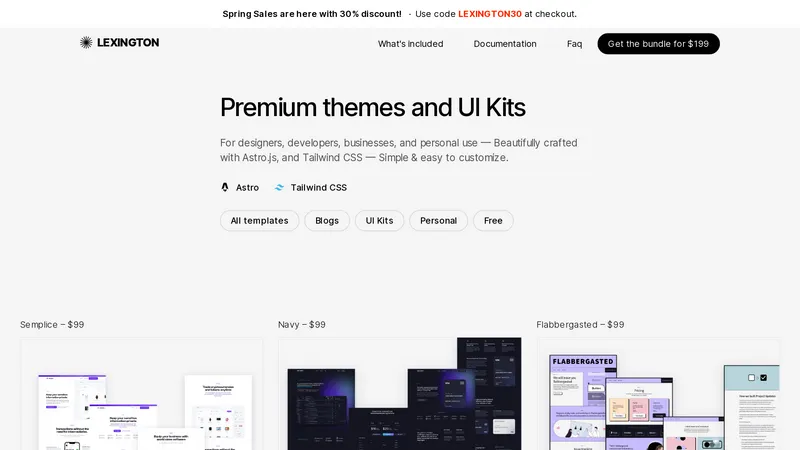 Spring Sales are here with 30% discount! · Use code LEXINGTON30 at checkout.
LEXINGTON What's included Documentation Faq Get the bundle for $199
Premium themes and UI Kits
For designers, developers, businesses, and personal use — Beautifully crafted
with Astro.js, and Tailwind CSS — Simple & easy to customize.
Astro Tailwind CSS
All templates Blogs UI Kits Personal Free
Semplice – $99 Navy – $99 Flabbergasted – $99
FLABBERGASTED